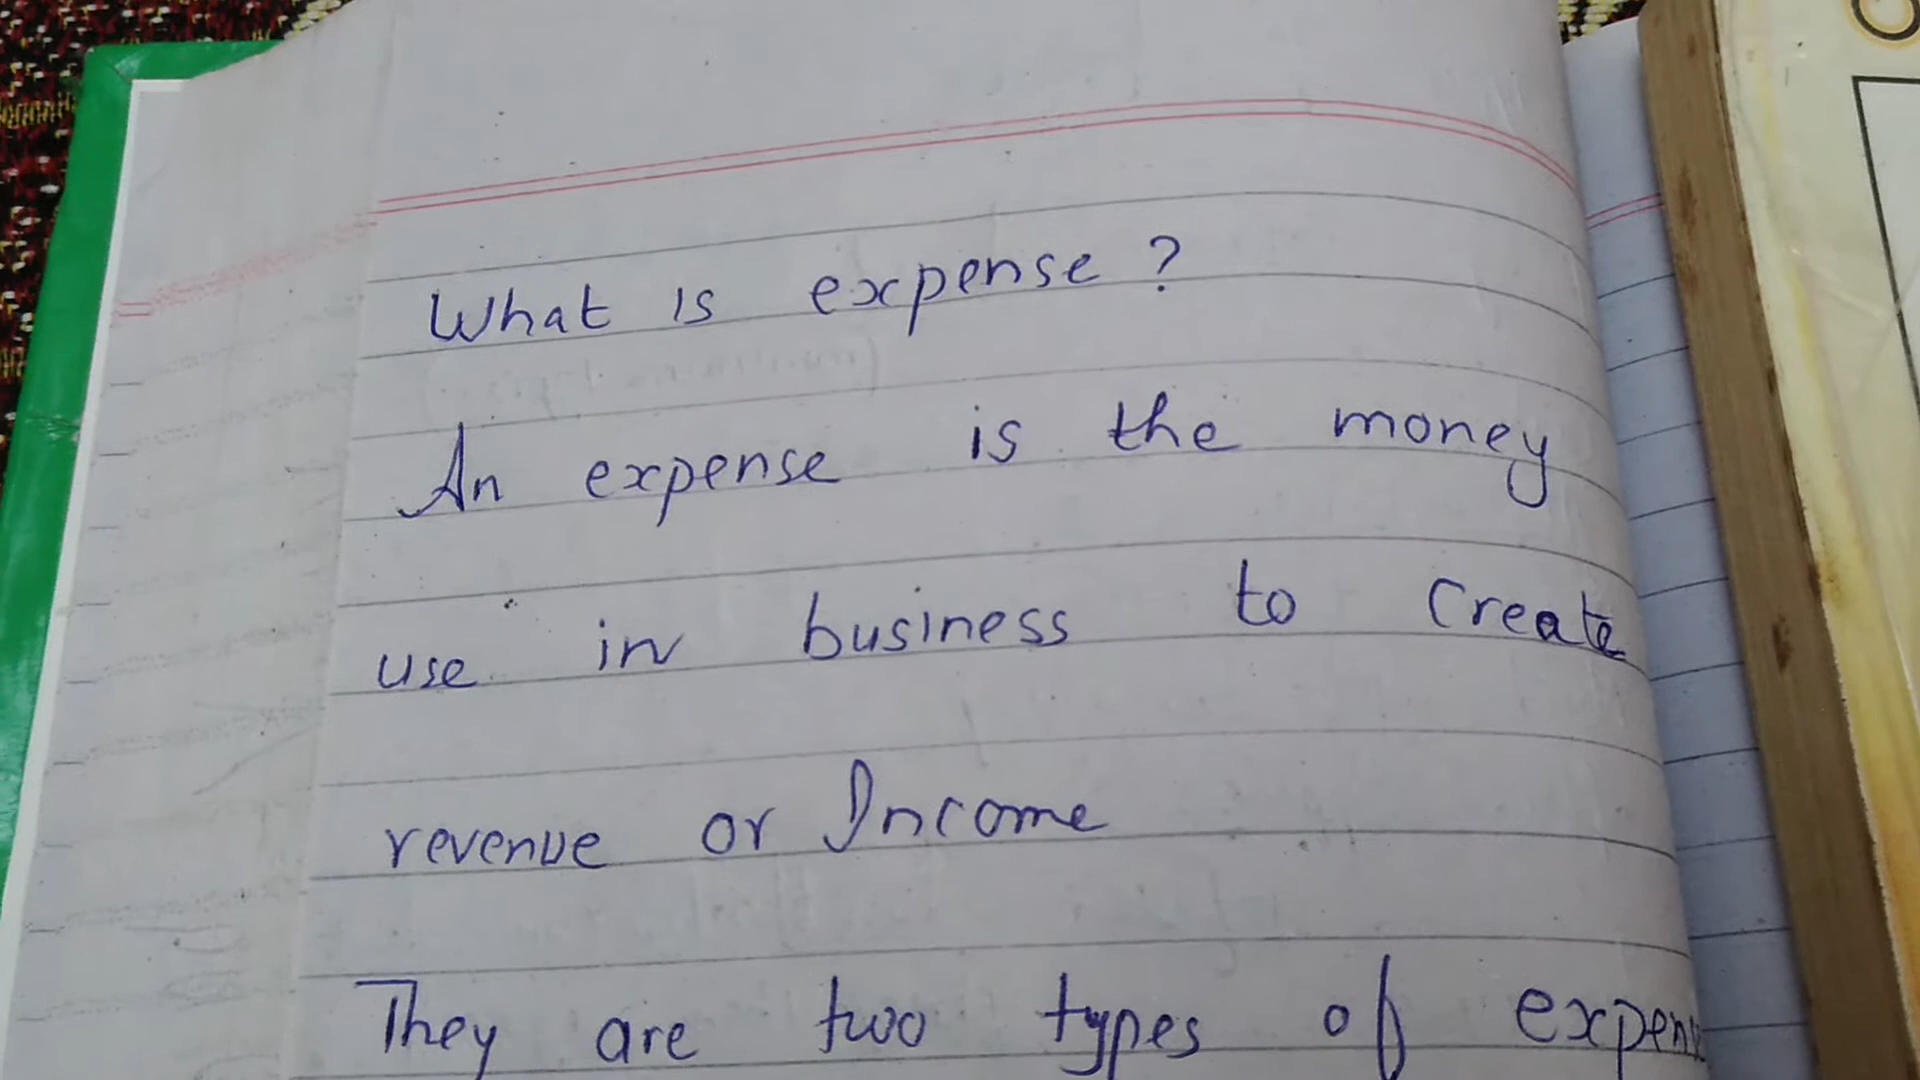 What is expense?
An expense is the money
use in business to Create
revenue or Income
They are two types of